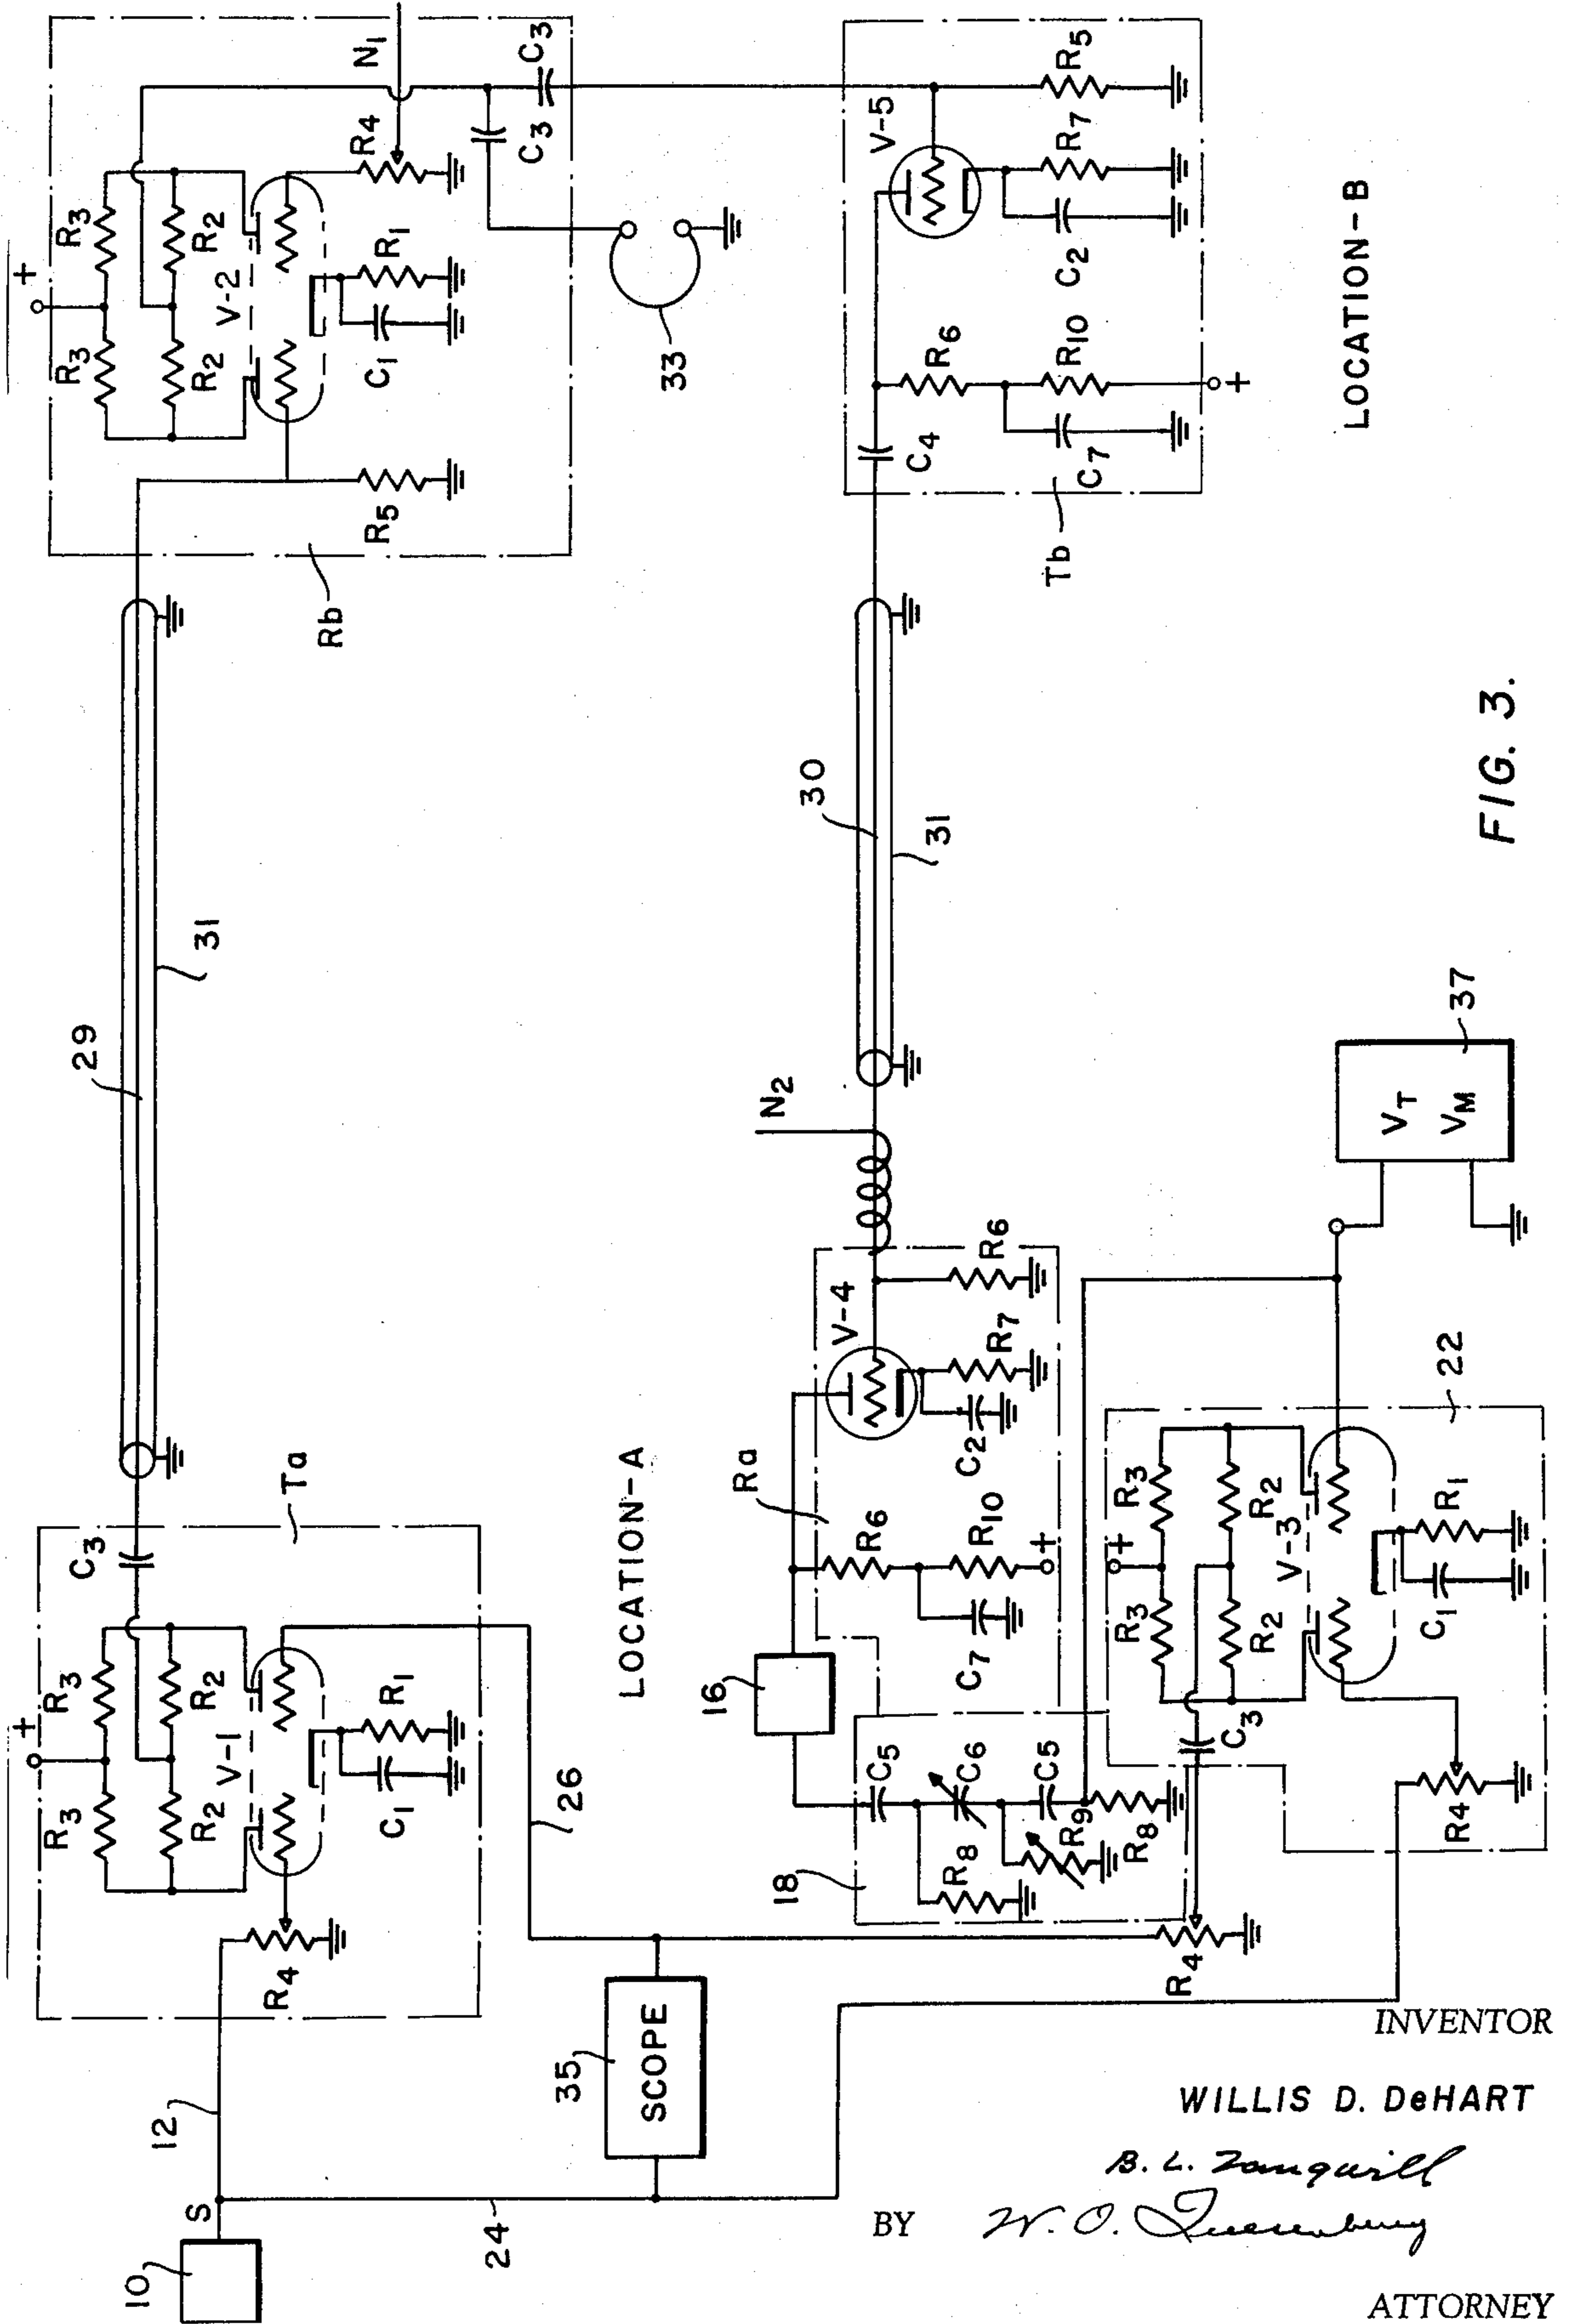 10
S
12
24
35
SCOPE
Ta
R4
R3
R3
+
R2
R2
V-1
C1
R1
C3
26
29
31
Rb
R5
R3
R3
+
R2
R2
V-2
C1
R1
R4
N1
C3
C3
33
LOCATION-A
Ra
16
18
C5
C6
C5
R8
R9
R8
R4
C7
R6
R10
+
V-4
C2
R7
R6
N2
30
31
Tb
C4
R6
C7
R10
+
V-5
C2
R7
R5
LOCATION-B
22
C3
R3
R3
+
R2
R2
V-3
C1
R1
R4
VT
VM
37
FIG. 3.
INVENTOR
WILLIS D. DeHART
BY
ATTORNEY